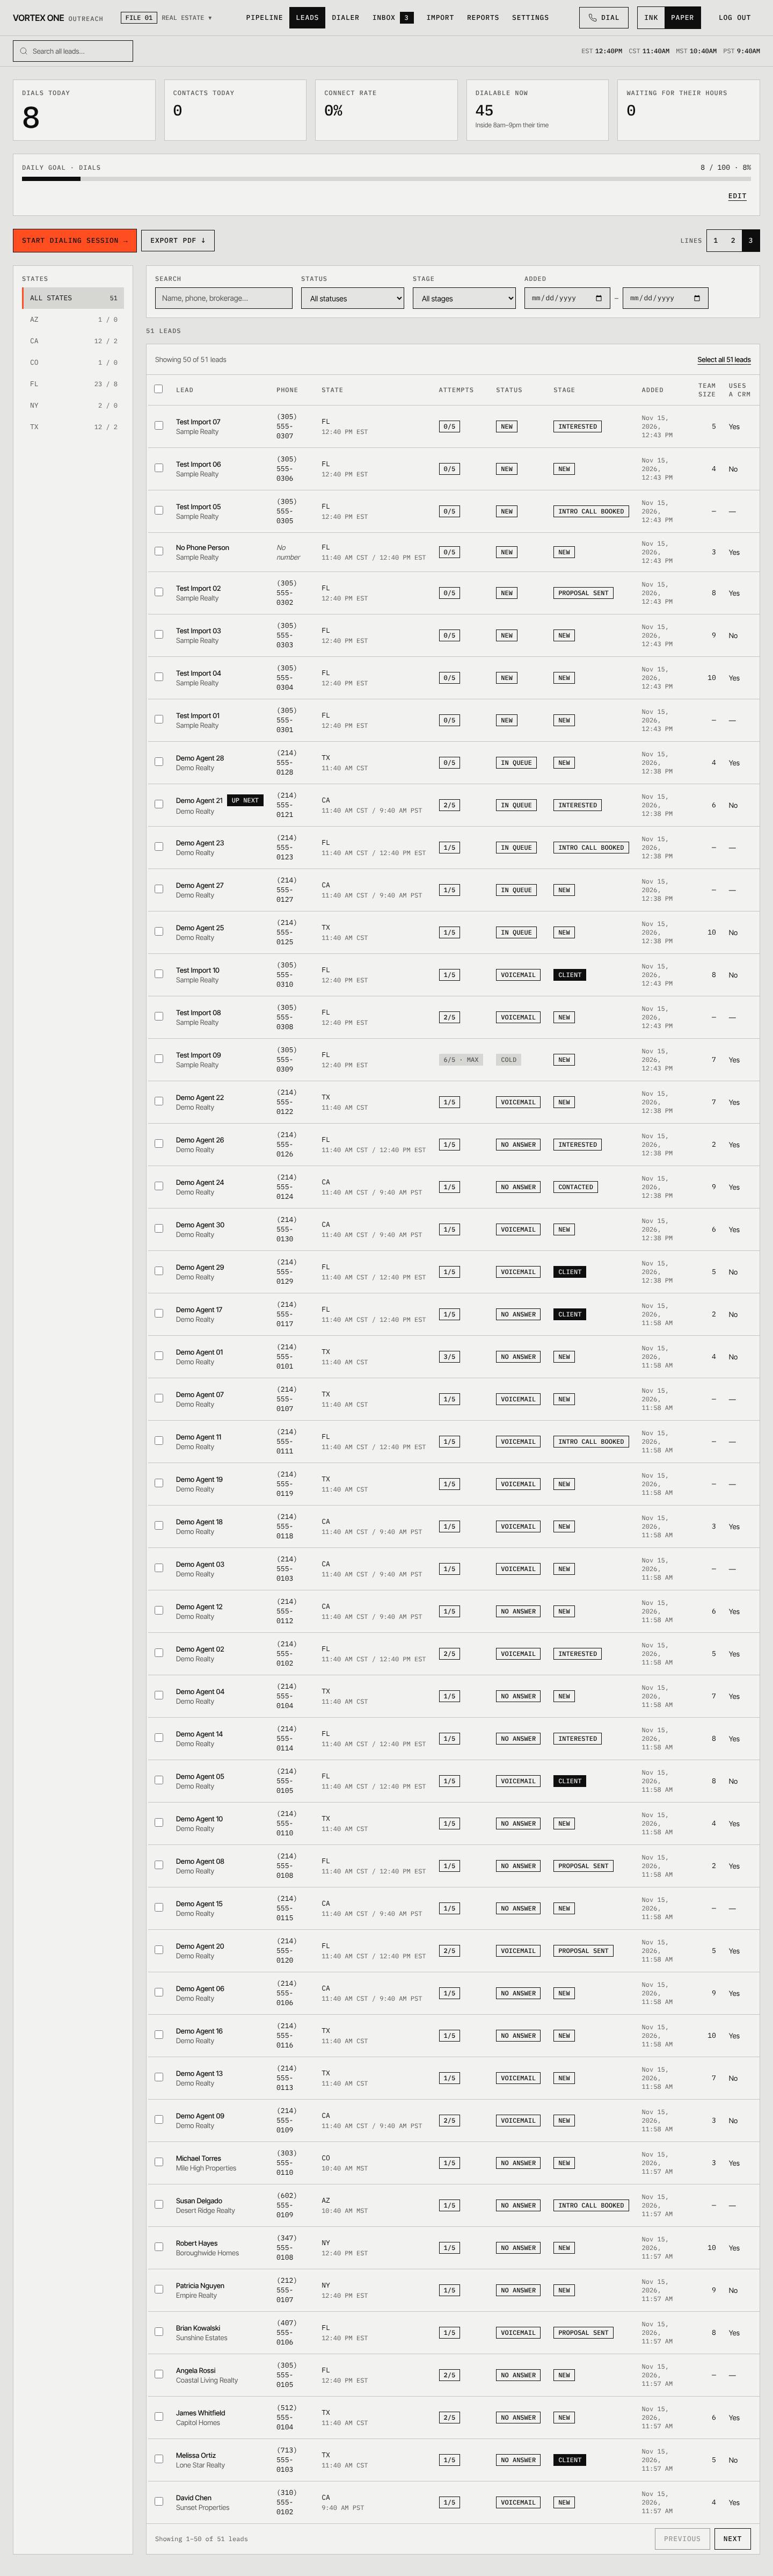 VORTEX ONE OUTREACH FILE 01 REAL ESTATE ▾ PIPELINE LEADS DIALER INBOX 3 IMPORT REPORTS SETTINGS DIAL INK PAPER LOG OUT
Search all leads... EST 12:40PM CST 11:40AM MST 10:40AM PST 9:40AM
DIALS TODAY
8
CONTACTS TODAY
0
CONNECT RATE
0%
DIALABLE NOW
45
Inside 8am–9pm their time
WAITING FOR THEIR HOURS
0
DAILY GOAL · DIALS 8 / 100 · 8%
EDIT
START DIALING SESSION → EXPORT PDF ↓ LINES 1 2 3
STATES
ALL STATES 51
AZ 1 / 0
CA 12 / 2
CO 1 / 0
FL 23 / 8
NY 2 / 0
TX 12 / 2
SEARCH STATUS STAGE ADDED
Name, phone, brokerage... All statuses All stages mm/dd/yyyy — mm/dd/yyyy
51 LEADS
Showing 50 of 51 leads Select all 51 leads
LEAD PHONE STATE ATTEMPTS STATUS STAGE ADDED TEAM SIZE USES A CRM
Test Import 07 Sample Realty (305) 555-0307 FL 12:40 PM EST 0/5 NEW INTERESTED Nov 15, 2026, 12:43 PM 5 Yes
Test Import 06 Sample Realty (305) 555-0306 FL 12:40 PM EST 0/5 NEW NEW Nov 15, 2026, 12:43 PM 4 No
Test Import 05 Sample Realty (305) 555-0305 FL 12:40 PM EST 0/5 NEW INTRO CALL BOOKED Nov 15, 2026, 12:43 PM — —
No Phone Person Sample Realty No number FL 11:40 AM CST / 12:40 PM EST 0/5 NEW NEW Nov 15, 2026, 12:43 PM 3 Yes
Test Import 02 Sample Realty (305) 555-0302 FL 12:40 PM EST 0/5 NEW PROPOSAL SENT Nov 15, 2026, 12:43 PM 8 Yes
Test Import 03 Sample Realty (305) 555-0303 FL 12:40 PM EST 0/5 NEW NEW Nov 15, 2026, 12:43 PM 9 No
Test Import 04 Sample Realty (305) 555-0304 FL 12:40 PM EST 0/5 NEW NEW Nov 15, 2026, 12:43 PM 10 Yes
Test Import 01 Sample Realty (305) 555-0301 FL 12:40 PM EST 0/5 NEW NEW Nov 15, 2026, 12:43 PM — —
Demo Agent 28 Demo Realty (214) 555-0128 TX 11:40 AM CST 0/5 IN QUEUE NEW Nov 15, 2026, 12:38 PM 4 Yes
Demo Agent 21 UP NEXT Demo Realty (214) 555-0121 CA 11:40 AM CST / 9:40 AM PST 2/5 IN QUEUE INTERESTED Nov 15, 2026, 12:38 PM 6 No
Demo Agent 23 Demo Realty (214) 555-0123 FL 11:40 AM CST / 12:40 PM EST 1/5 IN QUEUE INTRO CALL BOOKED Nov 15, 2026, 12:38 PM — —
Demo Agent 27 Demo Realty (214) 555-0127 CA 11:40 AM CST / 9:40 AM PST 1/5 IN QUEUE NEW Nov 15, 2026, 12:38 PM — —
Demo Agent 25 Demo Realty (214) 555-0125 TX 11:40 AM CST 1/5 IN QUEUE NEW Nov 15, 2026, 12:38 PM 10 No
Test Import 10 Sample Realty (305) 555-0310 FL 12:40 PM EST 1/5 VOICEMAIL CLIENT Nov 15, 2026, 12:43 PM 8 No
Test Import 08 Sample Realty (305) 555-0308 FL 12:40 PM EST 2/5 VOICEMAIL NEW Nov 15, 2026, 12:43 PM — —
Test Import 09 Sample Realty (305) 555-0309 FL 12:40 PM EST 6/5 · MAX COLD NEW Nov 15, 2026, 12:43 PM 7 Yes
Demo Agent 22 Demo Realty (214) 555-0122 TX 11:40 AM CST 1/5 VOICEMAIL NEW Nov 15, 2026, 12:38 PM 7 Yes
Demo Agent 26 Demo Realty (214) 555-0126 FL 11:40 AM CST / 12:40 PM EST 1/5 NO ANSWER INTERESTED Nov 15, 2026, 12:38 PM 2 Yes
Demo Agent 24 Demo Realty (214) 555-0124 CA 11:40 AM CST / 9:40 AM PST 1/5 NO ANSWER CONTACTED Nov 15, 2026, 12:38 PM 9 Yes
Demo Agent 30 Demo Realty (214) 555-0130 CA 11:40 AM CST / 9:40 AM PST 1/5 VOICEMAIL NEW Nov 15, 2026, 12:38 PM 6 Yes
Demo Agent 29 Demo Realty (214) 555-0129 FL 11:40 AM CST / 12:40 PM EST 1/5 VOICEMAIL CLIENT Nov 15, 2026, 12:38 PM 5 No
Demo Agent 17 Demo Realty (214) 555-0117 FL 11:40 AM CST / 12:40 PM EST 1/5 NO ANSWER CLIENT Nov 15, 2026, 11:58 AM 2 No
Demo Agent 01 Demo Realty (214) 555-0101 TX 11:40 AM CST 3/5 NO ANSWER NEW Nov 15, 2026, 11:58 AM 4 No
Demo Agent 07 Demo Realty (214) 555-0107 TX 11:40 AM CST 1/5 VOICEMAIL NEW Nov 15, 2026, 11:58 AM — —
Demo Agent 11 Demo Realty (214) 555-0111 FL 11:40 AM CST / 12:40 PM EST 1/5 VOICEMAIL INTRO CALL BOOKED Nov 15, 2026, 11:58 AM — —
Demo Agent 19 Demo Realty (214) 555-0119 TX 11:40 AM CST 1/5 VOICEMAIL NEW Nov 15, 2026, 11:58 AM — —
Demo Agent 18 Demo Realty (214) 555-0118 CA 11:40 AM CST / 9:40 AM PST 1/5 VOICEMAIL NEW Nov 15, 2026, 11:58 AM 3 Yes
Demo Agent 03 Demo Realty (214) 555-0103 CA 11:40 AM CST / 9:40 AM PST 1/5 VOICEMAIL NEW Nov 15, 2026, 11:58 AM — —
Demo Agent 12 Demo Realty (214) 555-0112 CA 11:40 AM CST / 9:40 AM PST 1/5 NO ANSWER NEW Nov 15, 2026, 11:58 AM 6 Yes
Demo Agent 02 Demo Realty (214) 555-0102 FL 11:40 AM CST / 12:40 PM EST 2/5 VOICEMAIL INTERESTED Nov 15, 2026, 11:58 AM 5 Yes
Demo Agent 04 Demo Realty (214) 555-0104 TX 11:40 AM CST 1/5 NO ANSWER NEW Nov 15, 2026, 11:58 AM 7 Yes
Demo Agent 14 Demo Realty (214) 555-0114 FL 11:40 AM CST / 12:40 PM EST 1/5 NO ANSWER INTERESTED Nov 15, 2026, 11:58 AM 8 Yes
Demo Agent 05 Demo Realty (214) 555-0105 FL 11:40 AM CST / 12:40 PM EST 1/5 VOICEMAIL CLIENT Nov 15, 2026, 11:58 AM 8 No
Demo Agent 10 Demo Realty (214) 555-0110 TX 11:40 AM CST 1/5 NO ANSWER NEW Nov 15, 2026, 11:58 AM 4 Yes
Demo Agent 08 Demo Realty (214) 555-0108 FL 11:40 AM CST / 12:40 PM EST 1/5 NO ANSWER PROPOSAL SENT Nov 15, 2026, 11:58 AM 2 Yes
Demo Agent 15 Demo Realty (214) 555-0115 CA 11:40 AM CST / 9:40 AM PST 1/5 NO ANSWER NEW Nov 15, 2026, 11:58 AM — —
Demo Agent 20 Demo Realty (214) 555-0120 FL 11:40 AM CST / 12:40 PM EST 2/5 VOICEMAIL PROPOSAL SENT Nov 15, 2026, 11:58 AM 5 Yes
Demo Agent 06 Demo Realty (214) 555-0106 CA 11:40 AM CST / 9:40 AM PST 1/5 NO ANSWER NEW Nov 15, 2026, 11:58 AM 9 Yes
Demo Agent 16 Demo Realty (214) 555-0116 TX 11:40 AM CST 1/5 NO ANSWER NEW Nov 15, 2026, 11:58 AM 10 Yes
Demo Agent 13 Demo Realty (214) 555-0113 TX 11:40 AM CST 1/5 VOICEMAIL NEW Nov 15, 2026, 11:58 AM 7 No
Demo Agent 09 Demo Realty (214) 555-0109 CA 11:40 AM CST / 9:40 AM PST 2/5 VOICEMAIL NEW Nov 15, 2026, 11:58 AM 3 No
Michael Torres Mile High Properties (303) 555-0110 CO 10:40 AM MST 1/5 NO ANSWER NEW Nov 15, 2026, 11:57 AM 3 Yes
Susan Delgado Desert Ridge Realty (602) 555-0109 AZ 10:40 AM MST 1/5 NO ANSWER INTRO CALL BOOKED Nov 15, 2026, 11:57 AM — —
Robert Hayes Boroughwide Homes (347) 555-0108 NY 12:40 PM EST 1/5 NO ANSWER NEW Nov 15, 2026, 11:57 AM 10 Yes
Patricia Nguyen Empire Realty (212) 555-0107 NY 12:40 PM EST 1/5 NO ANSWER NEW Nov 15, 2026, 11:57 AM 9 No
Brian Kowalski Sunshine Estates (407) 555-0106 FL 12:40 PM EST 1/5 VOICEMAIL PROPOSAL SENT Nov 15, 2026, 11:57 AM 8 Yes
Angela Rossi Coastal Living Realty (305) 555-0105 FL 12:40 PM EST 2/5 NO ANSWER NEW Nov 15, 2026, 11:57 AM — —
James Whitfield Capitol Homes (512) 555-0104 TX 11:40 AM CST 2/5 NO ANSWER NEW Nov 15, 2026, 11:57 AM 6 Yes
Melissa Ortiz Lone Star Realty (713) 555-0103 TX 11:40 AM CST 1/5 NO ANSWER CLIENT Nov 15, 2026, 11:57 AM 5 No
David Chen Sunset Properties (310) 555-0102 CA 9:40 AM PST 1/5 VOICEMAIL NEW Nov 15, 2026, 11:57 AM 4 Yes
Showing 1–50 of 51 leads PREVIOUS NEXT